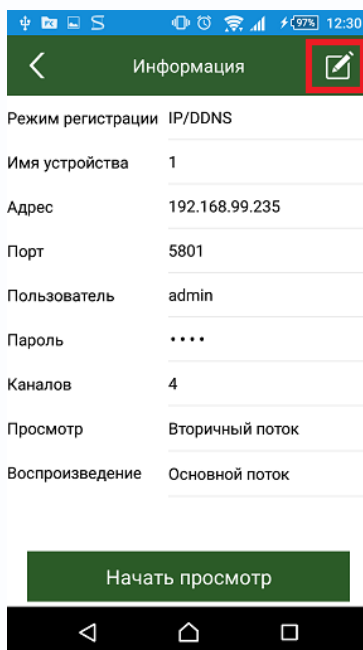 97% 12:30
Информация
Режим регистрации IP/DDNS
Имя устройства 1
Адрес 192.168.99.235
Порт 5801
Пользователь admin
Пароль ····
Каналов 4
Просмотр Вторичный поток
Воспроизведение Основной поток
Начать просмотр